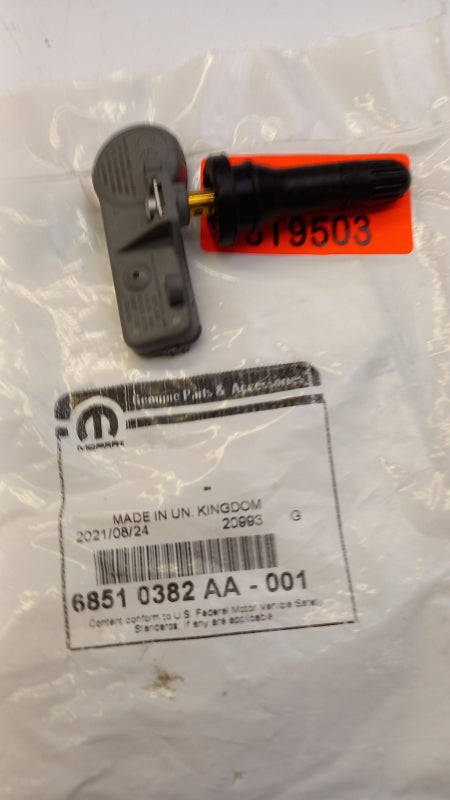 ST9503
Genuine Parts & Accessories
MOPAR
MADE IN UN. KINGDOM
2021/08/24 20993 G
6851 0382 AA - 001
Content conform to U.S. Federal Motor Vehicle Safety
Standards, if any are applicable